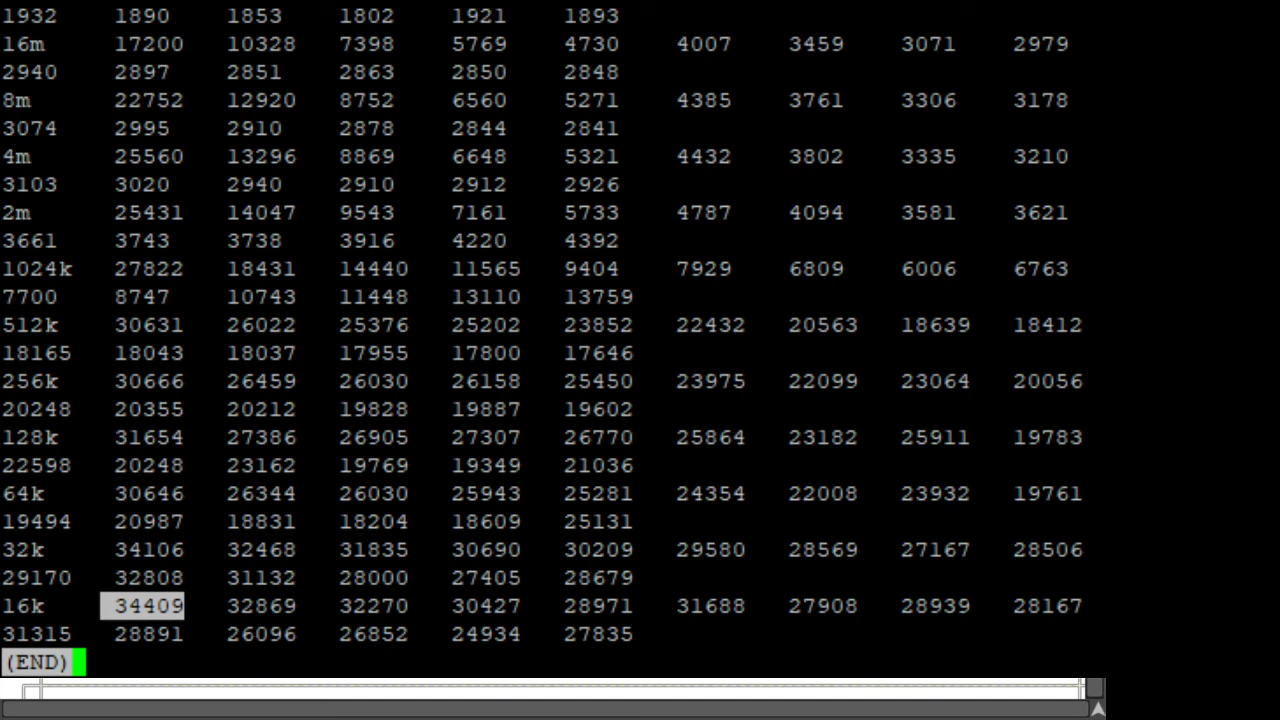 1932 1890 1853 1802 1921 1893
16m 17200 10328 7398 5769 4730 4007 3459 3071 2979
2940 2897 2851 2863 2850 2848
8m 22752 12920 8752 6560 5271 4385 3761 3306 3178
3074 2995 2910 2878 2844 2841
4m 25560 13296 8869 6648 5321 4432 3802 3335 3210
3103 3020 2940 2910 2912 2926
2m 25431 14047 9543 7161 5733 4787 4094 3581 3621
3661 3743 3738 3916 4220 4392
1024k 27822 18431 14440 11565 9404 7929 6809 6006 6763
7700 8747 10743 11448 13110 13759
512k 30631 26022 25376 25202 23852 22432 20563 18639 18412
18165 18043 18037 17955 17800 17646
256k 30666 26459 26030 26158 25450 23975 22099 23064 20056
20248 20355 20212 19828 19887 19602
128k 31654 27386 26905 27307 26770 25864 23182 25911 19783
22598 20248 23162 19769 19349 21036
64k 30646 26344 26030 25943 25281 24354 22008 23932 19761
19494 20987 18831 18204 18609 25131
32k 34106 32468 31835 30690 30209 29580 28569 27167 28506
29170 32808 31132 28000 27405 28679
16k 34409 32869 32270 30427 28971 31688 27908 28939 28167
31315 28891 26096 26852 24934 27835
(END)